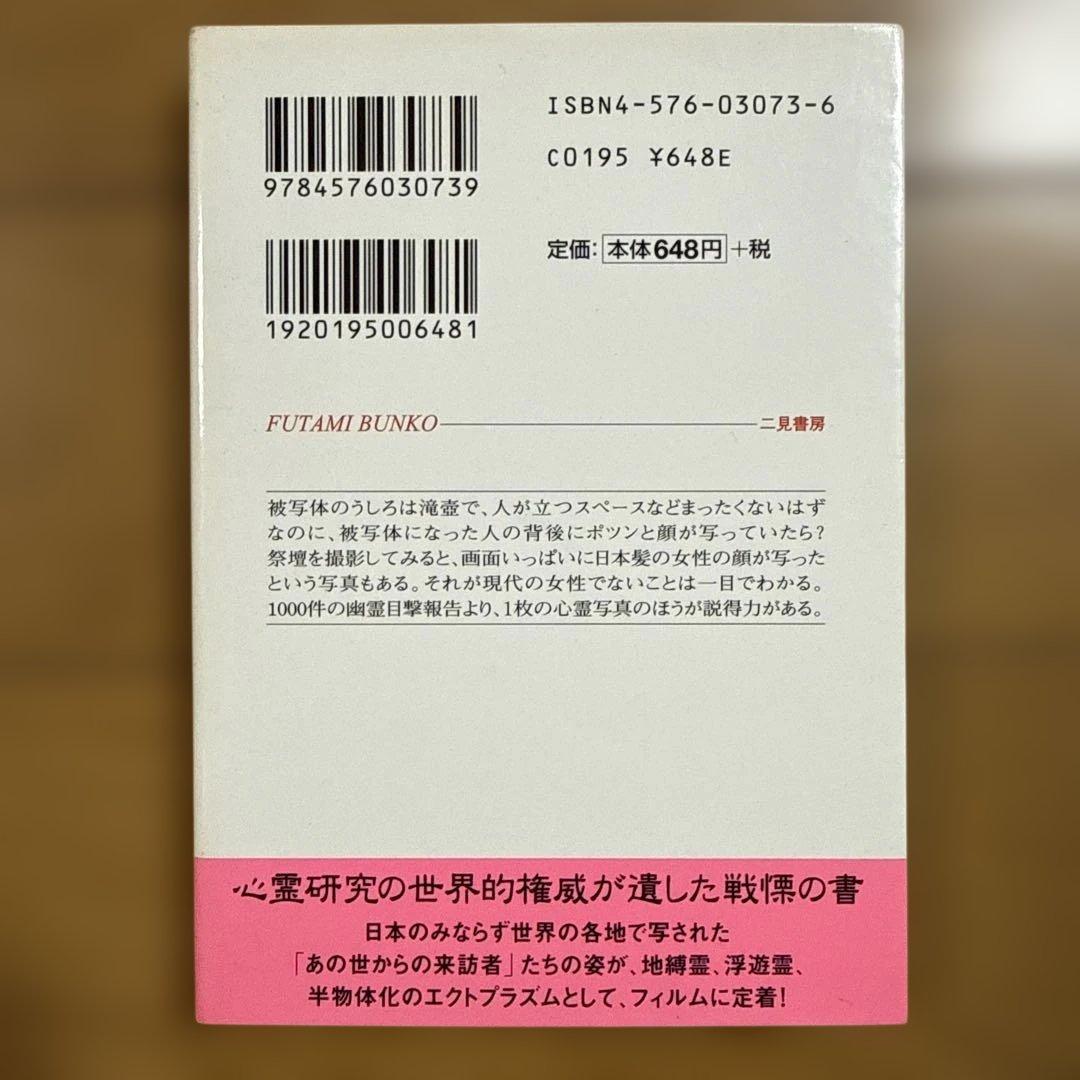 ISBN4-576-03073-6
9784576030739
C0195 ¥648E
定価：本体648円＋税
1920195006481
FUTAMI BUNKO 二見書房
被写体のうしろは滝壺で、人が立つスペースなどまったくないはず
なのに、被写体になった人の背後にポツンと顔が写っていたら？
祭壇を撮影してみると、画面いっぱいに日本髪の女性の顔が写った
という写真もある。それが現代の女性でないことは一目でわかる。
1000件の幽霊目撃報告より、1枚の心霊写真のほうが説得力がある。
心霊研究の世界的権威が遺した戦慄の書
日本のみならず世界の各地で写された
「あの世からの来訪者」たちの姿が、地縛霊、浮遊霊、
半物体化のエクトプラズムとして、フィルムに定着！